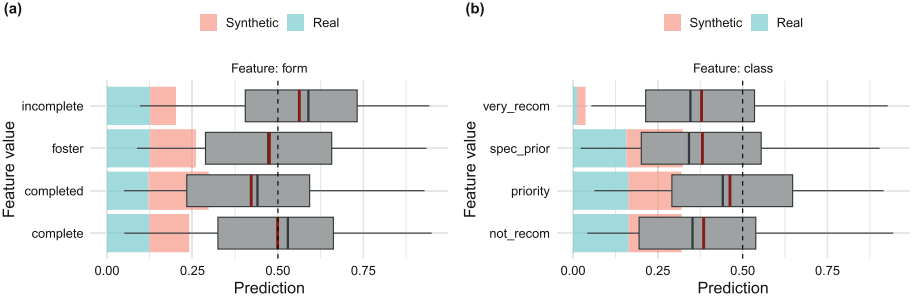 (a)
Synthetic Real
Feature: form
Feature value
incomplete
foster
completed
complete
0.00 0.25 0.50 0.75
Prediction
(b)
Synthetic Real
Feature: class
Feature value
very_recom
spec_prior
priority
not_recom
0.00 0.25 0.50 0.75
Prediction